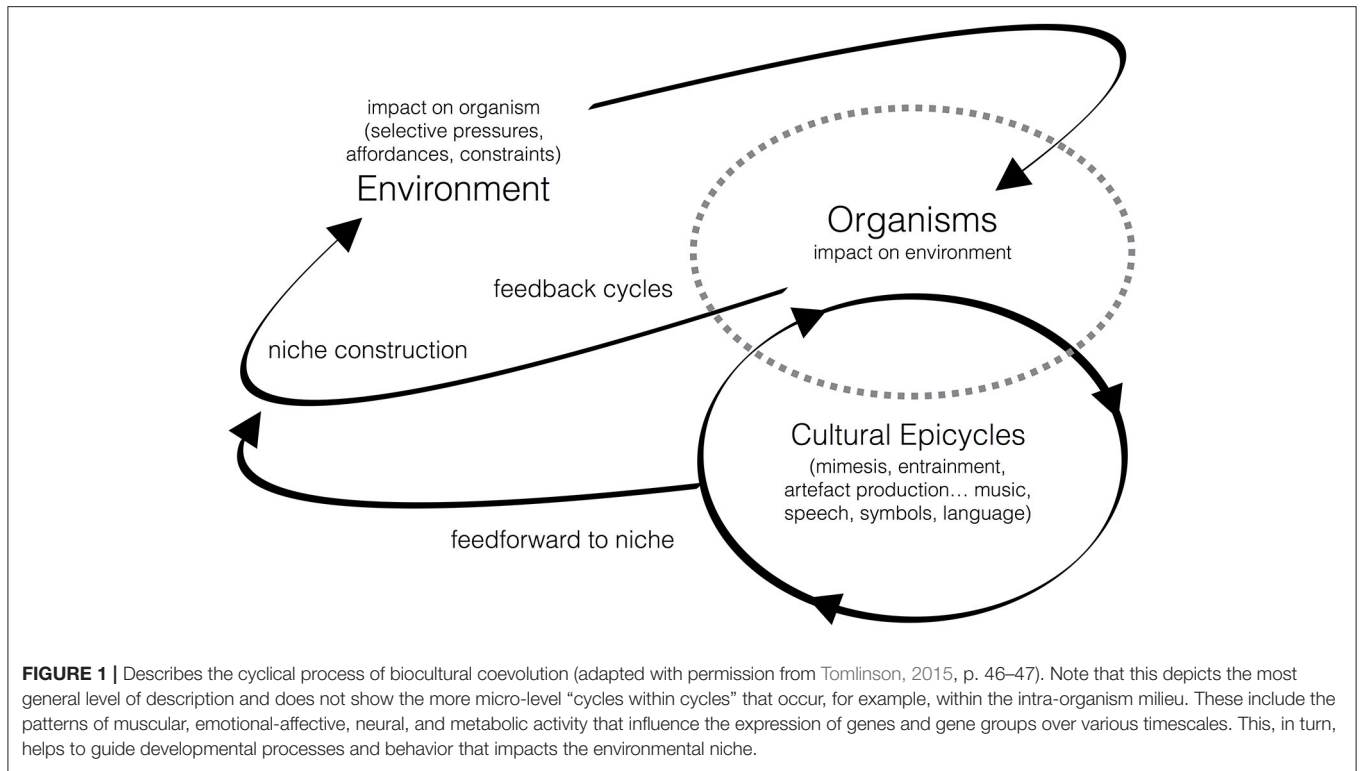 impact on organism
(selective pressures,
affordances, constraints)
Environment
Organisms
impact on environment
feedback cycles
niche construction
Cultural Epicycles
(mimesis, entrainment,
artefact production... music,
speech, symbols, language)
feedforward to niche
FIGURE 1 | Describes the cyclical process of biocultural coevolution (adapted with permission from Tomlinson, 2015, p. 46–47). Note that this depicts the most
general level of description and does not show the more micro-level “cycles within cycles” that occur, for example, within the intra-organism milieu. These include the
patterns of muscular, emotional-affective, neural, and metabolic activity that influence the expression of genes and gene groups over various timescales. This, in turn,
helps to guide developmental processes and behavior that impacts the environmental niche.